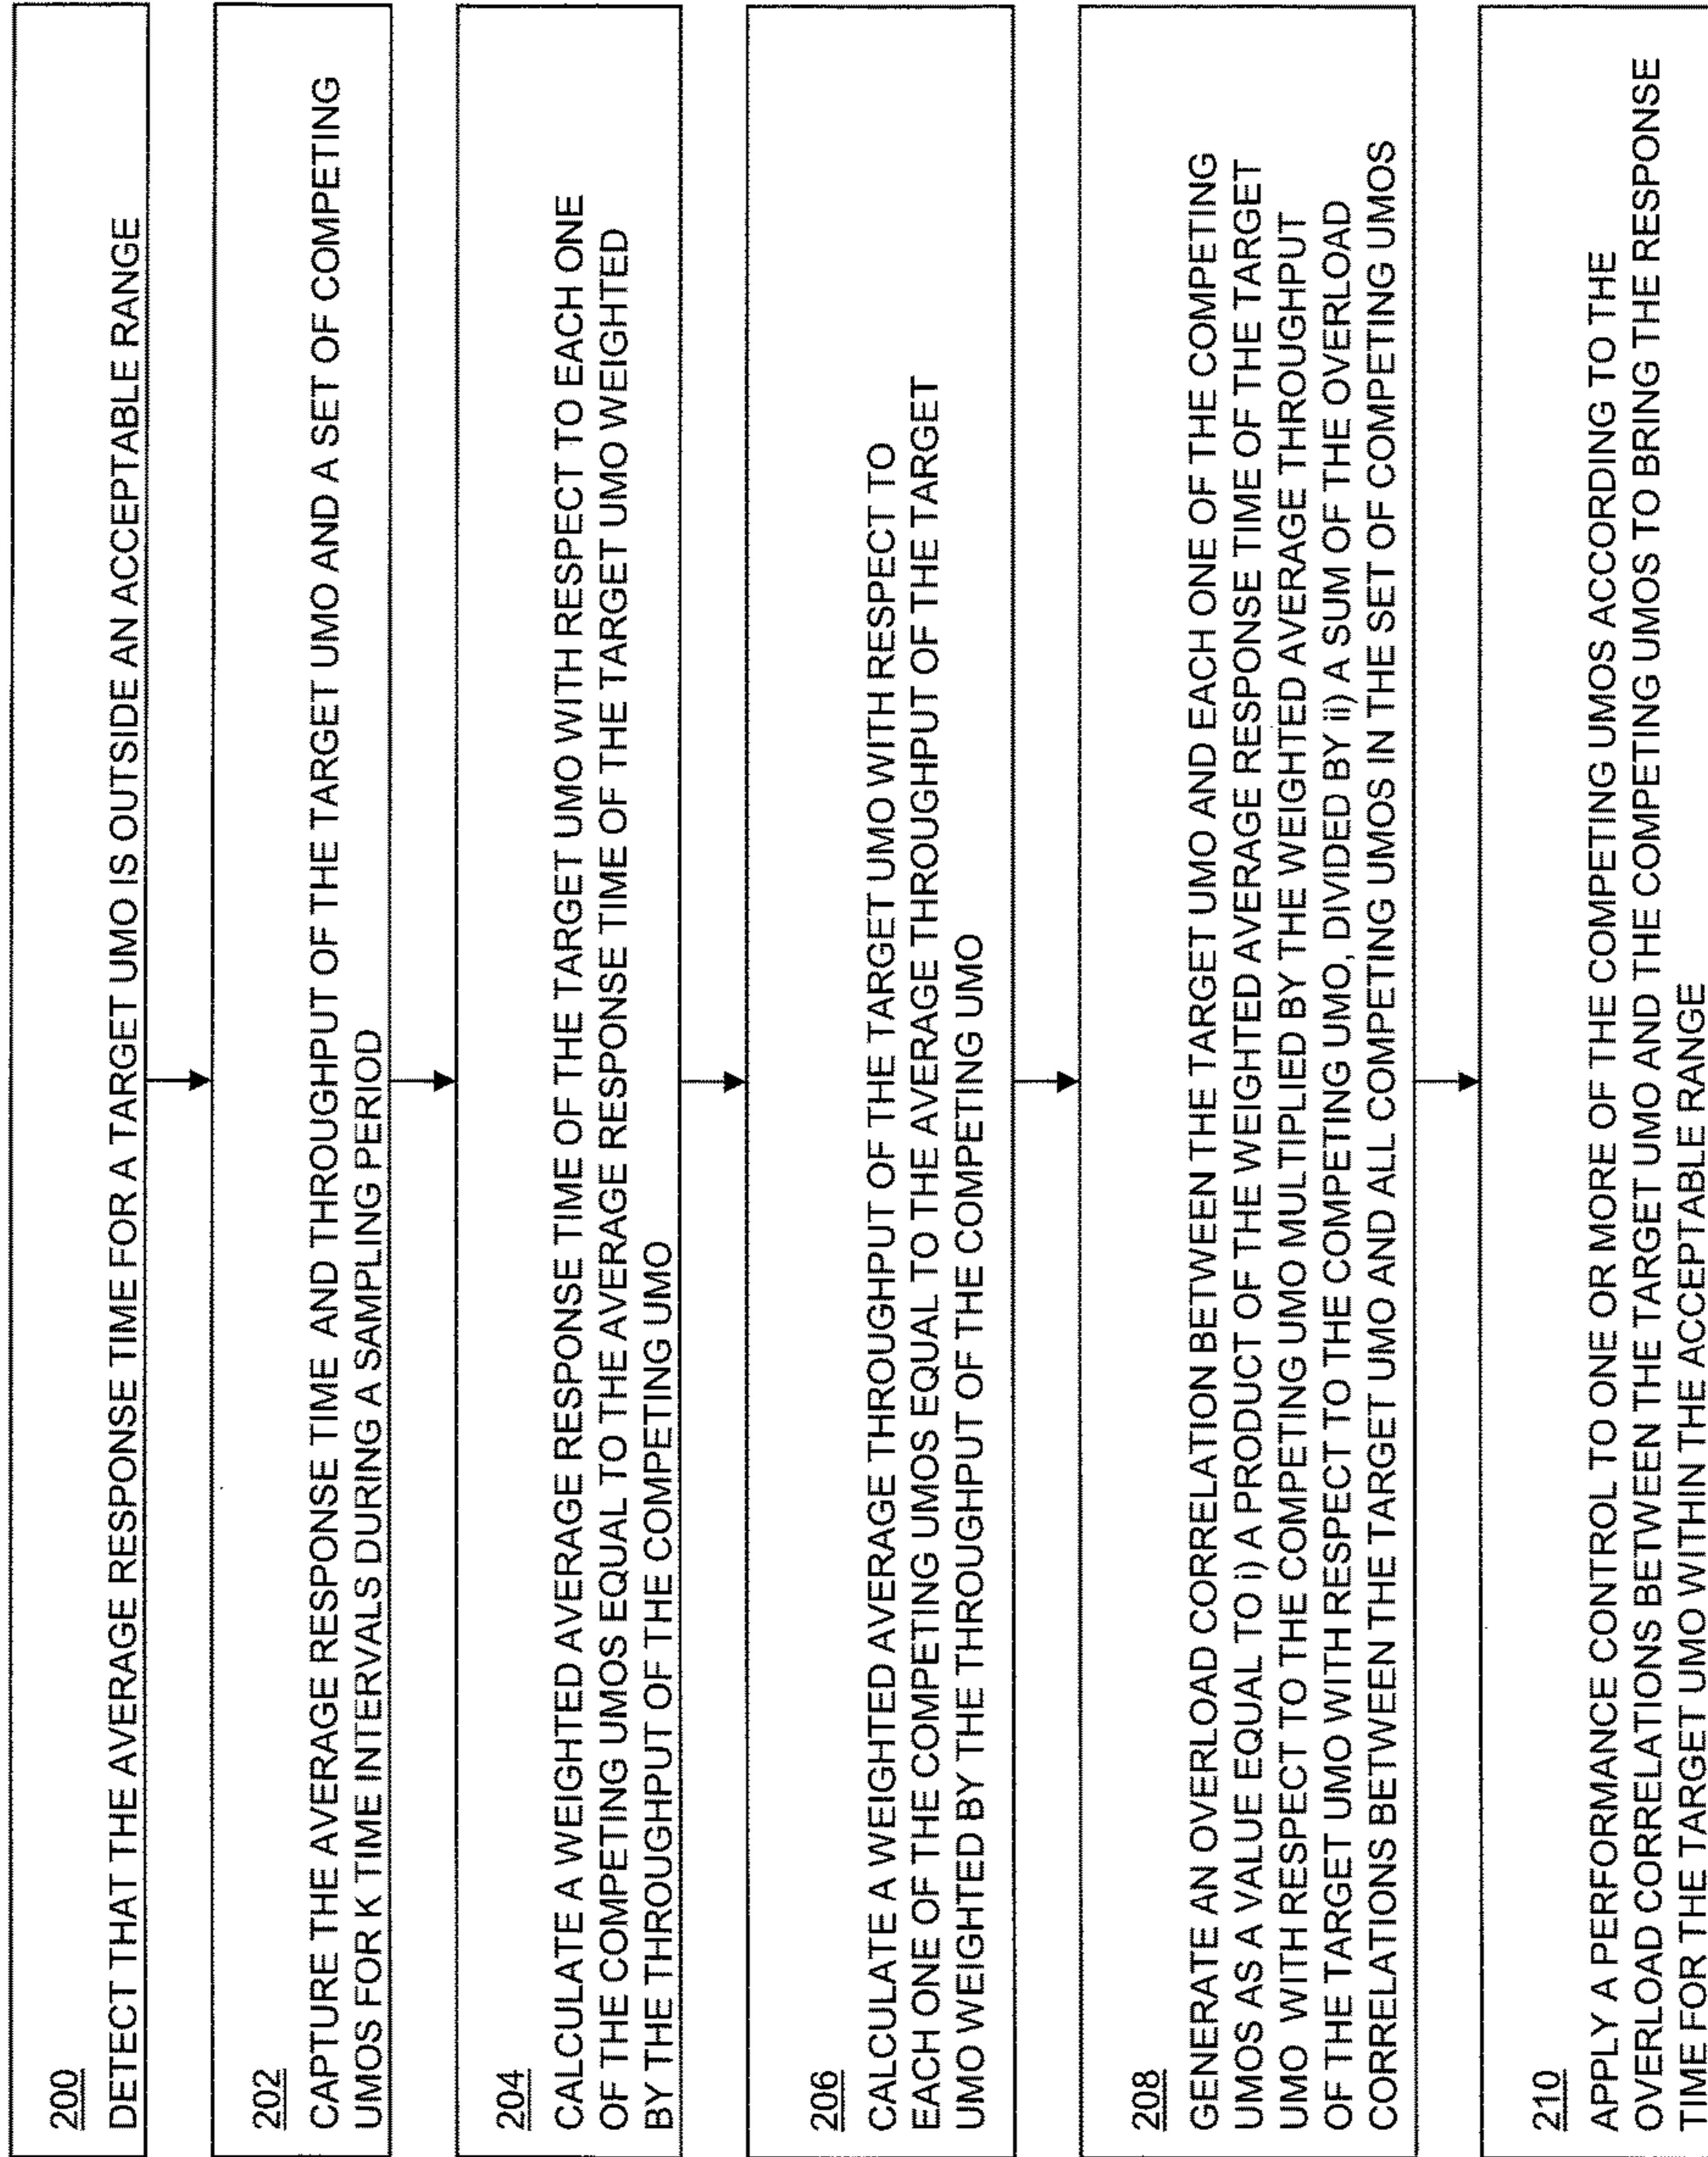 200
DETECT THAT THE AVERAGE RESPONSE TIME FOR A TARGET UMO IS OUTSIDE AN ACCEPTABLE RANGE
202
CAPTURE THE AVERAGE RESPONSE TIME AND THROUGHPUT OF THE TARGET UMO AND A SET OF COMPETING
UMOS FOR K TIME INTERVALS DURING A SAMPLING PERIOD
204
CALCULATE A WEIGHTED AVERAGE RESPONSE TIME OF THE TARGET UMO WITH RESPECT TO EACH ONE
OF THE COMPETING UMOS EQUAL TO THE AVERAGE RESPONSE TIME OF THE TARGET UMO WEIGHTED
BY THE THROUGHPUT OF THE COMPETING UMO
206
CALCULATE A WEIGHTED AVERAGE THROUGHPUT OF THE TARGET UMO WITH RESPECT TO
EACH ONE OF THE COMPETING UMOS EQUAL TO THE AVERAGE THROUGHPUT OF THE TARGET
UMO WEIGHTED BY THE THROUGHPUT OF THE COMPETING UMO
208
GENERATE AN OVERLOAD CORRELATION BETWEEN THE TARGET UMO AND EACH ONE OF THE COMPETING
UMOS AS A VALUE EQUAL TO i) A PRODUCT OF THE WEIGHTED AVERAGE RESPONSE TIME OF THE TARGET
UMO WITH RESPECT TO THE COMPETING UMO MULTIPLIED BY THE WEIGHTED AVERAGE THROUGHPUT
OF THE TARGET UMO WITH RESPECT TO THE COMPETING UMO, DIVIDED BY ii) A SUM OF THE OVERLOAD
CORRELATIONS BETWEEN THE TARGET UMO AND ALL COMPETING UMOS IN THE SET OF COMPETING UMOS
210
APPLY A PERFORMANCE CONTROL TO ONE OR MORE OF THE COMPETING UMOS ACCORDING TO THE
OVERLOAD CORRELATIONS BETWEEN THE TARGET UMO AND THE COMPETING UMOS TO BRING THE RESPONSE
TIME FOR THE TARGET UMO WITHIN THE ACCEPTABLE RANGE